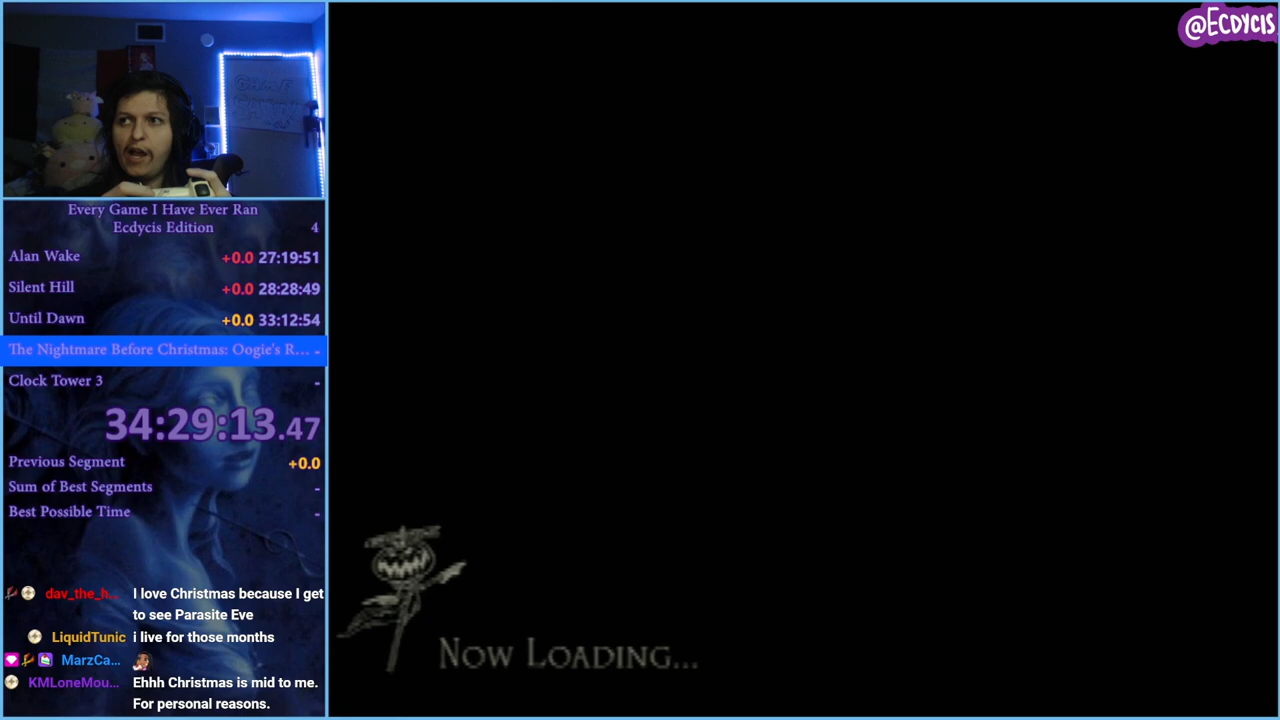 @ECDYCIS
GAME
Every Game I Have Ever Ran
Ecdycis Edition 4
Alan Wake +0.0 27:19:51
Silent Hill +0.0 28:28:49
Until Dawn +0.0 33:12:54
The Nightmare Before Christmas: Oogie's R... -
Clock Tower 3 -
34:29:13.47
Previous Segment +0.0
Sum of Best Segments -
Best Possible Time -
dav_the_h... I love Christmas because I get
to see Parasite Eve
LiquidTunic i live for those months
MarzCa...
KMLoneMou... Ehhh Christmas is mid to me.
For personal reasons.
Now Loading...